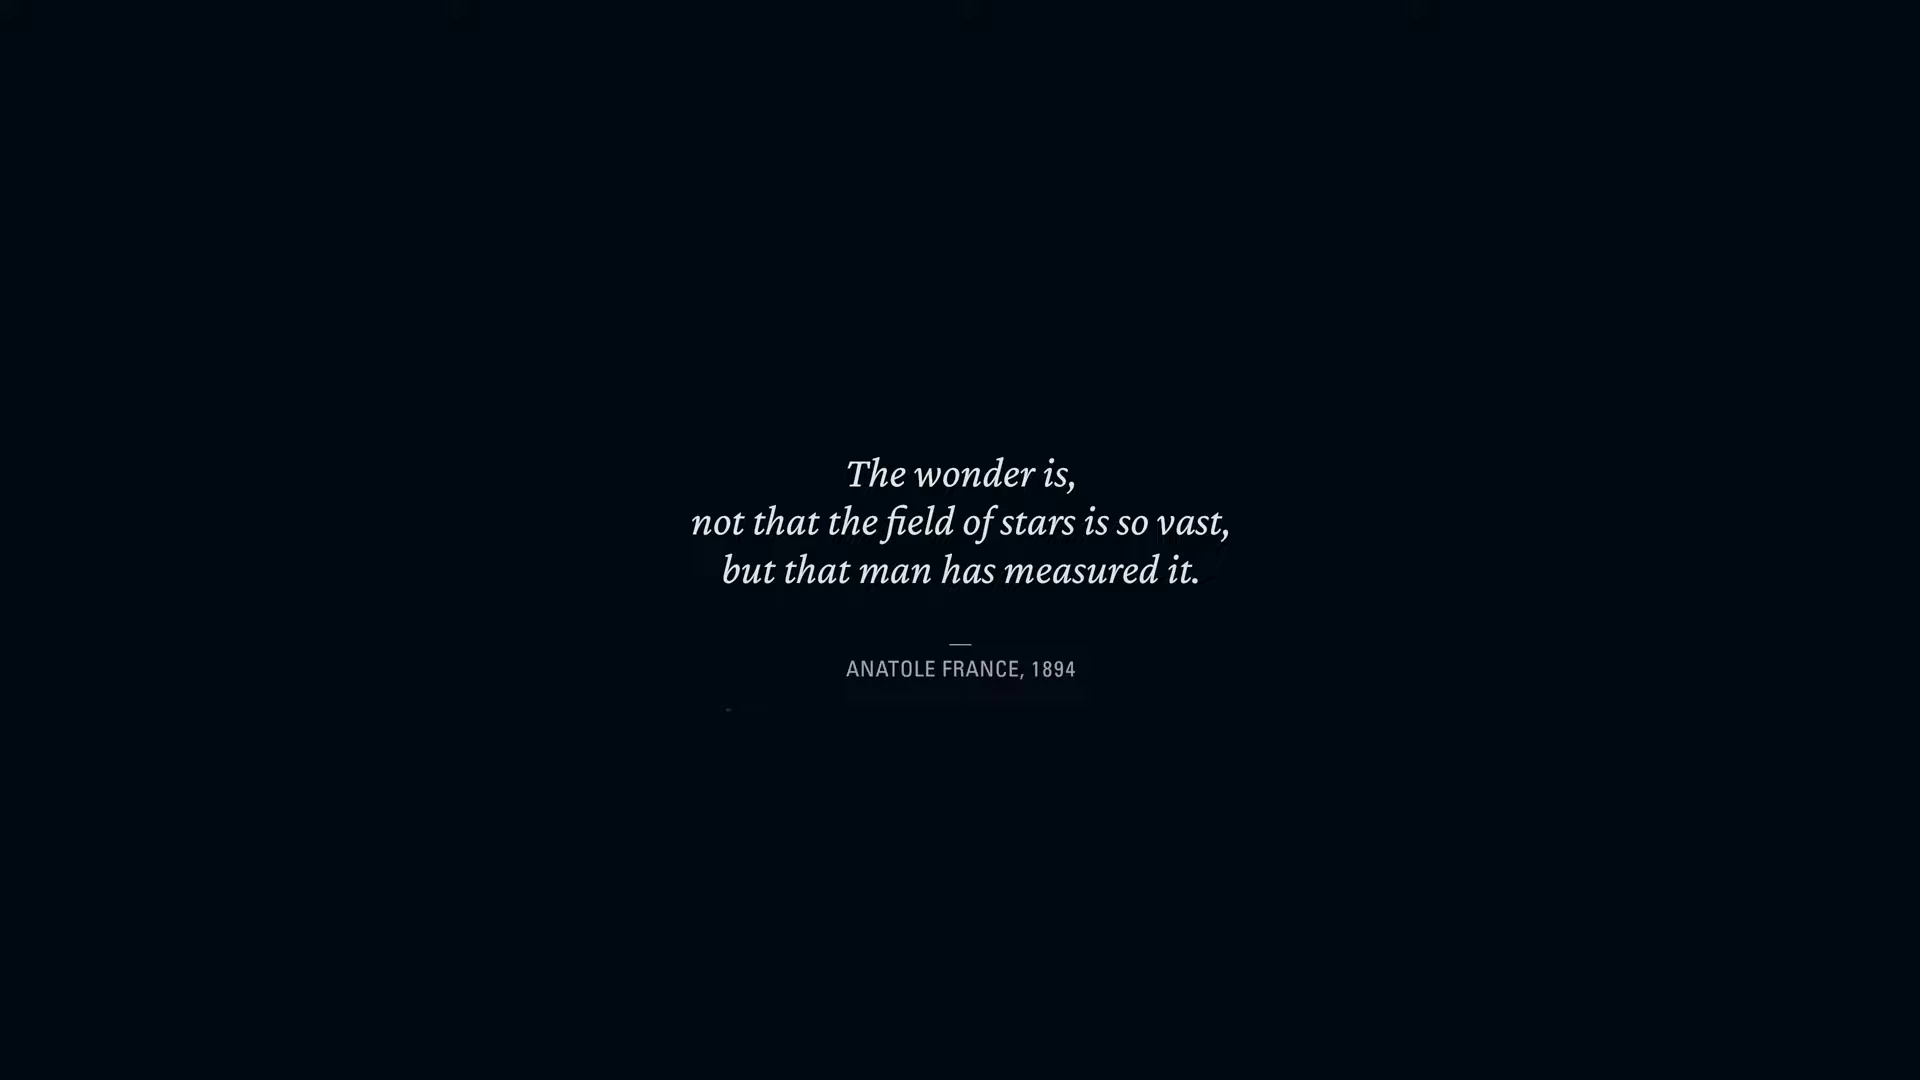 The wonder is,
not that the field of stars is so vast,
but that man has measured it.
—
ANATOLE FRANCE, 1894